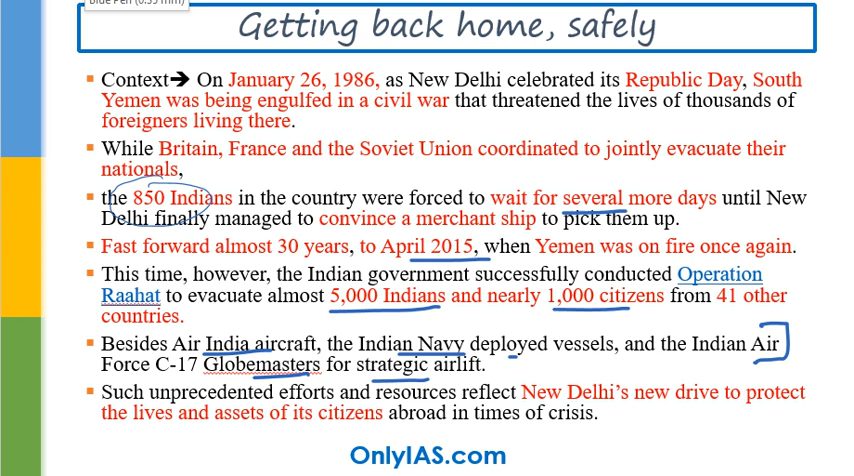 Blue Pen (0.35 mm)
Getting back home, safely
▪ Context➔ On January 26, 1986, as New Delhi celebrated its Republic Day, South
Yemen was being engulfed in a civil war that threatened the lives of thousands of
foreigners living there.
▪ While Britain, France and the Soviet Union coordinated to jointly evacuate their
nationals,
▪ the 850 Indians in the country were forced to wait for several more days until New
Delhi finally managed to convince a merchant ship to pick them up.
▪ Fast forward almost 30 years, to April 2015, when Yemen was on fire once again.
▪ This time, however, the Indian government successfully conducted Operation
Raahat to evacuate almost 5,000 Indians and nearly 1,000 citizens from 41 other
countries.
▪ Besides Air India aircraft, the Indian Navy deployed vessels, and the Indian Air
Force C-17 Globemasters for strategic airlift.
▪ Such unprecedented efforts and resources reflect New Delhi's new drive to protect
the lives and assets of its citizens abroad in times of crisis.
OnlyIAS.com